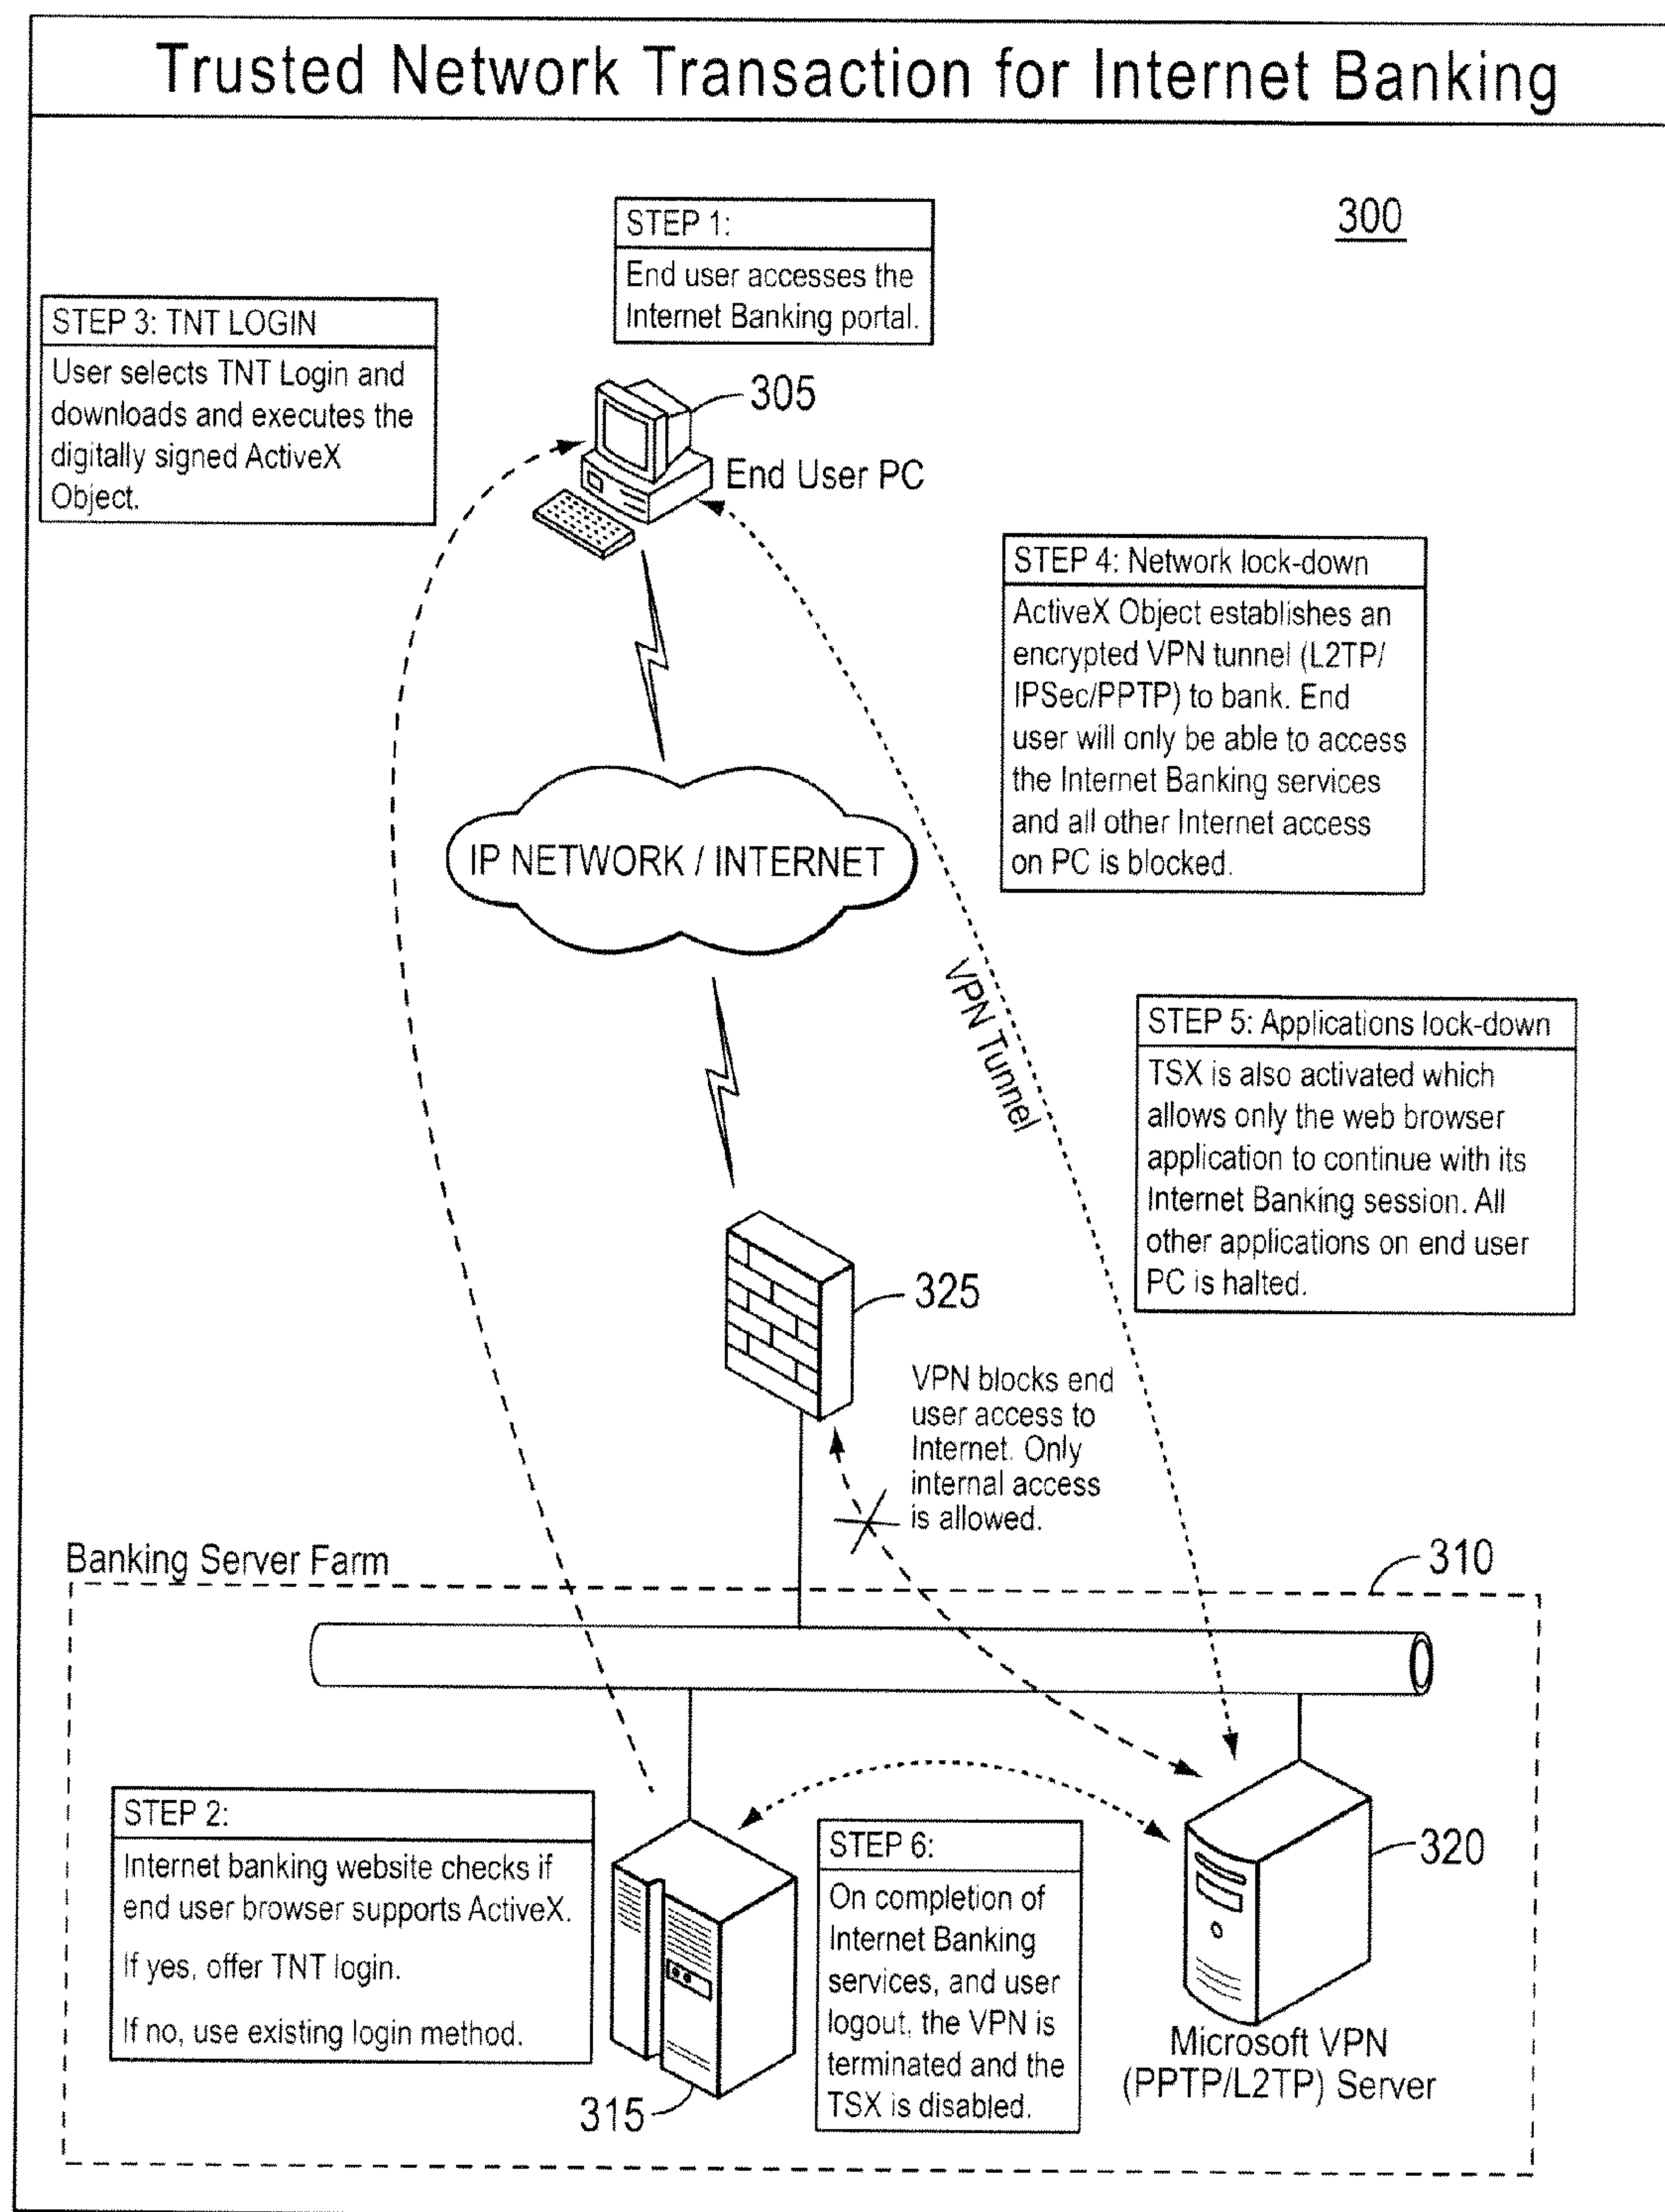 Trusted Network Transaction for Internet Banking
300
STEP 1:
End user accesses the
Internet Banking portal.
STEP 3: TNT LOGIN
User selects TNT Login and
downloads and executes the
digitally signed ActiveX
Object.
305
End User PC
STEP 4: Network lock-down
ActiveX Object establishes an
encrypted VPN tunnel (L2TP/
IPSec/PPTP) to bank. End
user will only be able to access
the Internet Banking services
and all other Internet access
on PC is blocked.
IP NETWORK / INTERNET
VPN Tunnel
STEP 5: Applications lock-down
TSX is also activated which
allows only the web browser
application to continue with its
Internet Banking session. All
other applications on end user
PC is halted.
325
VPN blocks end
user access to
Internet. Only
internal access
is allowed.
Banking Server Farm
310
STEP 2:
Internet banking website checks if
end user browser supports ActiveX.
If yes, offer TNT login.
If no, use existing login method.
315
STEP 6:
On completion of
Internet Banking
services, and user
logout, the VPN is
terminated and the
TSX is disabled.
320
Microsoft VPN
(PPTP/L2TP) Server